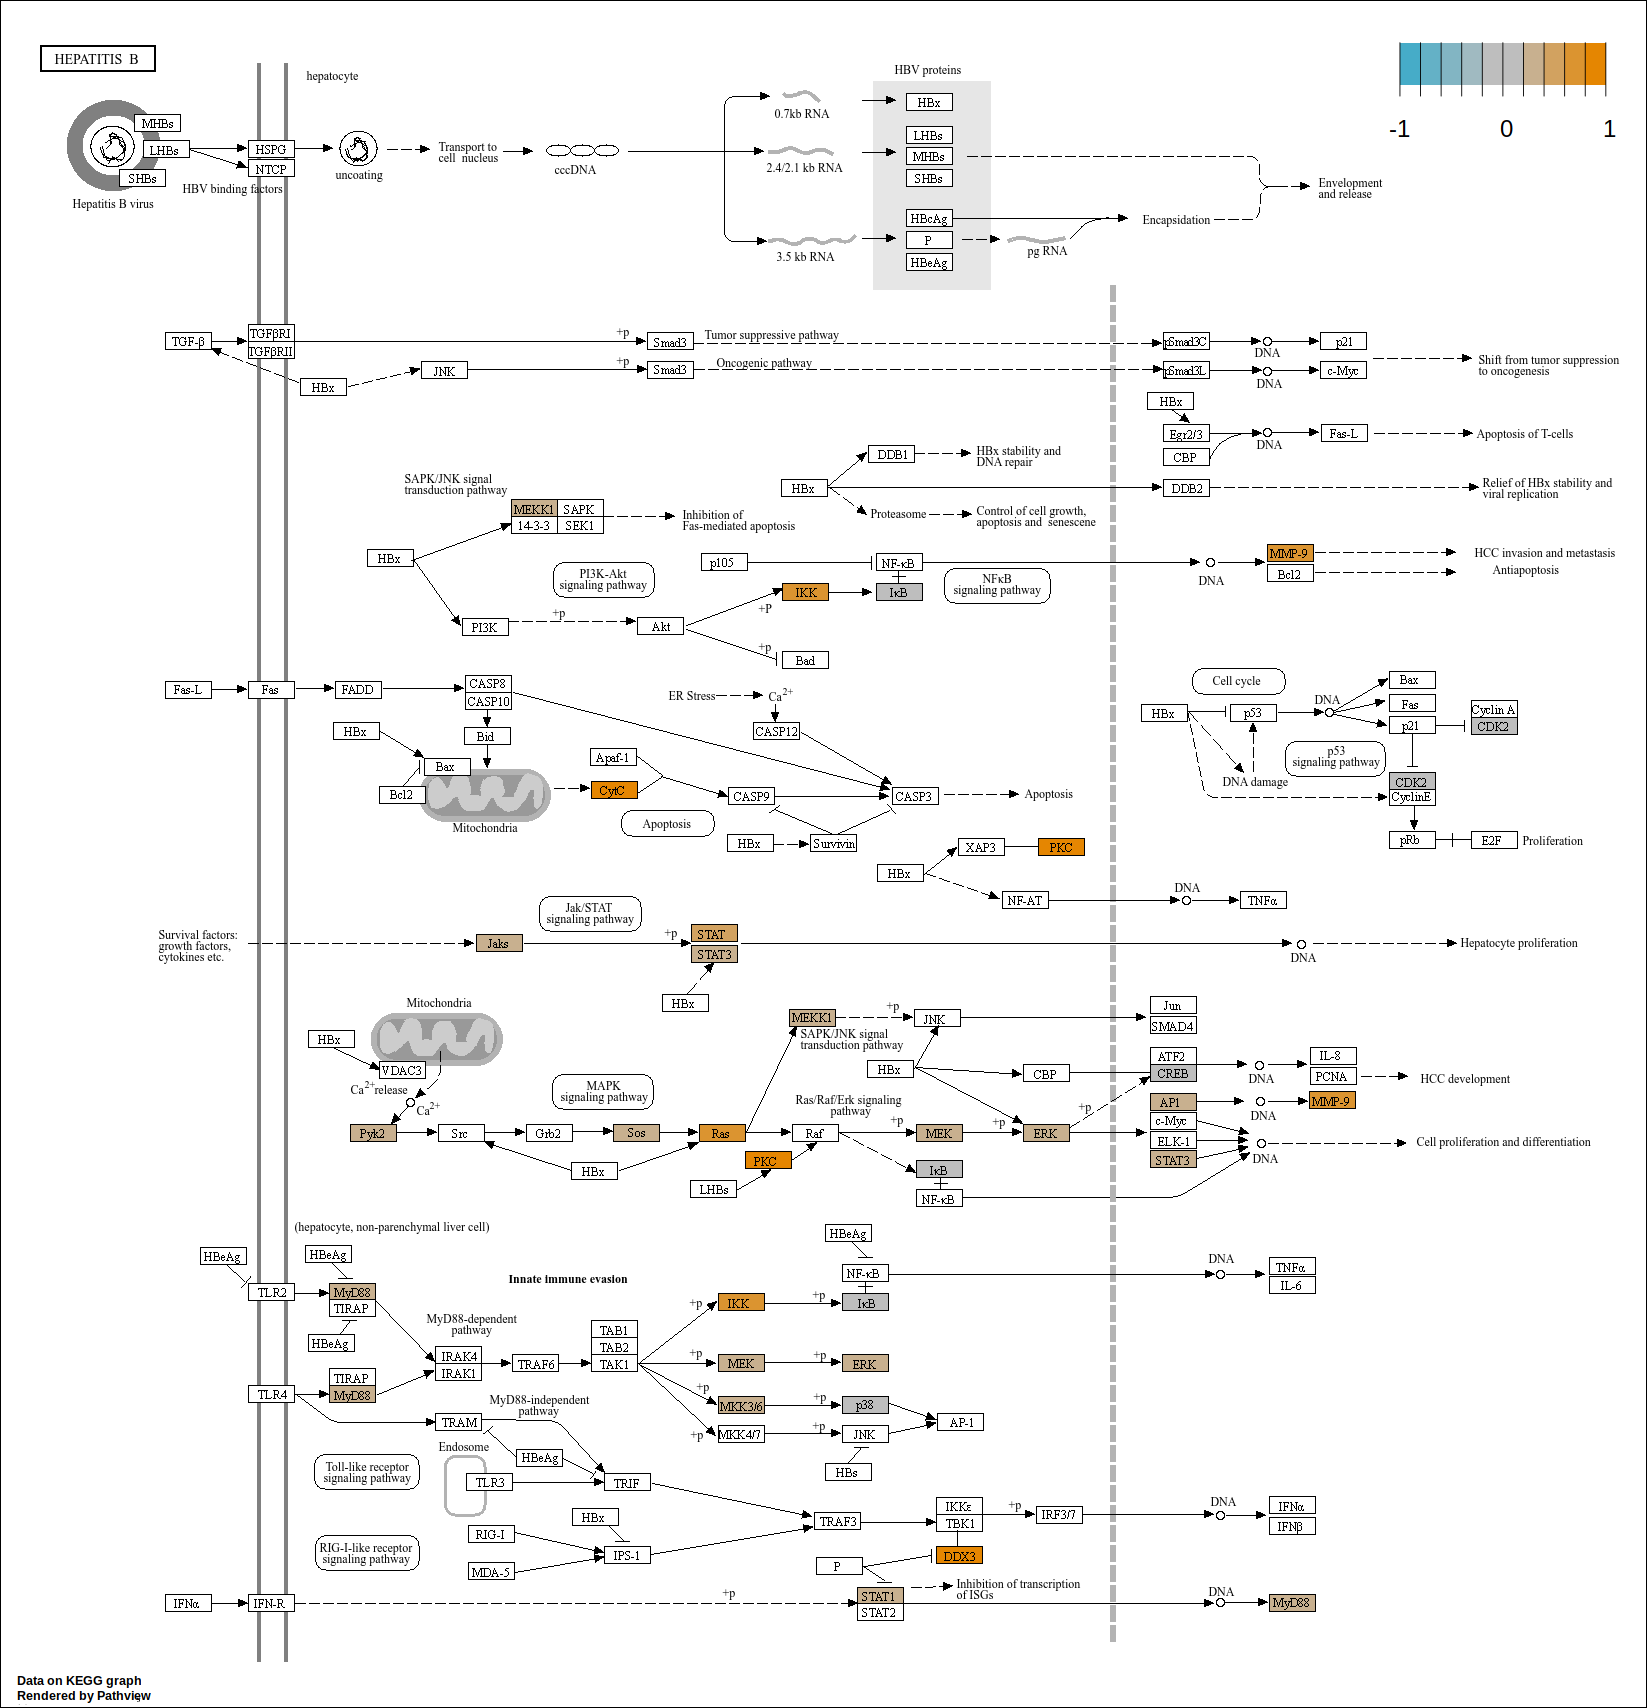 HEPATITIS B
hepatocyte
HBV proteins
-1
0
1
MHBs
LHBs
SHBs
Hepatitis B virus
HSPG
NTCP
HBV binding factors
uncoating
Transport to
cell nucleus
cccDNA
0.7kb RNA
2.4/2.1 kb RNA
3.5 kb RNA
HBx
LHBs
MHBs
SHBs
HBcAg
P
HBeAg
pg RNA
Encapsidation
Envelopment
and release
TGF-β
TGFβRI
TGFβRII
+p
Smad3
Tumor suppressive pathway
pSmad3C
DNA
p21
HBx
JNK
+p
Smad3
Oncogenic pathway
pSmad3L
DNA
c-Myc
Shift from tumor suppression
to oncogenesis
HBx
Egr2/3
CBP
DNA
Fas-L
Apoptosis of T-cells
DDB1
HBx stability and
DNA repair
HBx
DDB2
Relief of HBx stability and
viral replication
Proteasome
Control of cell growth,
apoptosis and senescene
SAPK/JNK signal
transduction pathway
MEKK1
SAPK
14-3-3
SEK1
Inhibition of
Fas-mediated apoptosis
HBx
p105
NF-κB
DNA
MMP-9
Bcl2
HCC invasion and metastasis
Antiapoptosis
PI3K-Akt
signaling pathway
IKK
IκB
NFκB
signaling pathway
+P
PI3K
+p
Akt
+p
Bad
Fas-L
Fas
FADD
CASP8
CASP10
ER Stress
Ca2+
CASP12
HBx
Bid
Bax
Bcl2
Mitochondria
Apaf-1
CytC
CASP9
CASP3
Apoptosis
Apoptosis
HBx
Survivin
Cell cycle
HBx
p53
DNA
Bax
Fas
p21
Cyclin A
CDK2
p53
signaling pathway
DNA damage
CDK2
CyclinE
pRb
E2F
Proliferation
XAP3
PKC
HBx
NF-AT
DNA
TNFα
Jak/STAT
signaling pathway
Survival factors:
growth factors,
cytokines etc.
Jaks
+p
STAT
STAT3
HBx
DNA
Hepatocyte proliferation
Mitochondria
HBx
VDAC3
Ca2+release
Ca2+
MAPK
signaling pathway
MEKK1
+p
JNK
SAPK/JNK signal
transduction pathway
Jun
SMAD4
HBx
CBP
ATF2
CREB
DNA
IL-8
PCNA
HCC development
Ras/Raf/Erk signaling
pathway
+p
AP1
DNA
MMP-9
Pyk2
Src
Grb2
Sos
Ras
Raf
+p
MEK
+p
ERK
c-Myc
ELK-1
STAT3
DNA
Cell proliferation and differentiation
HBx
PKC
LHBs
IκB
NF-κB
(hepatocyte, non-parenchymal liver cell)
HBeAg
HBeAg
TLR2
MyD88
TIRAP
HBeAg
Innate immune evasion
HBeAg
NF-κB
DNA
TNFα
IL-6
+p
IKK
+p
IκB
MyD88-dependent
pathway
TAB1
TAB2
TAK1
IRAK4
IRAK1
TRAF6
+p
MEK
+p
ERK
TLR4
TIRAP
MyD88
+p
MKK3/6
+p
p38
AP-1
MyD88-independent
pathway
TRAM
+p
MKK4/7
+p
JNK
HBs
Endosome
HBeAg
TLR3
TRIF
Toll-like receptor
signaling pathway
HBx
RIG-I
IPS-1
MDA-5
RIG-I-like receptor
signaling pathway
TRAF3
IKKε
TBK1
+p
IRF3/7
DNA
IFNα
IFNβ
DDX3
P
IFNα
IFN-R
+p
STAT1
STAT2
Inhibition of transcription
of ISGs
DNA
MyD88
Data on KEGG graph
Rendered by Pathview